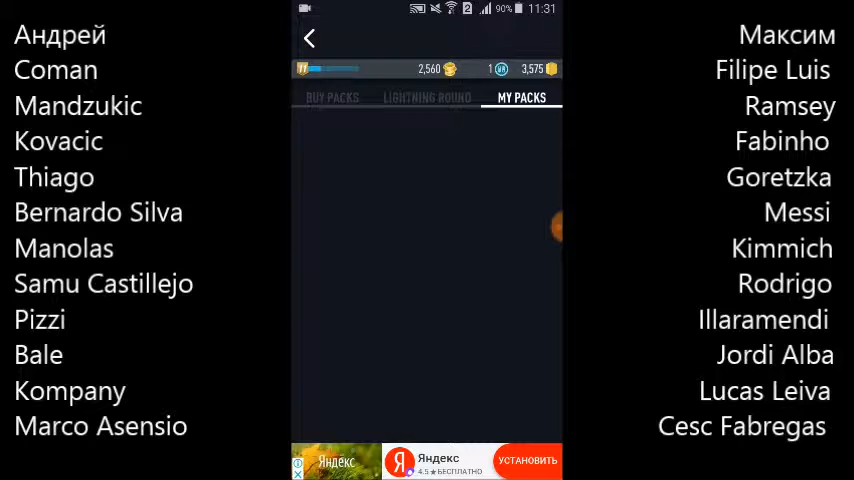 Андрей
Coman
Mandzukic
Kovacic
Thiago
Bernardo Silva
Manolas
Samu Castillejo
Pizzi
Bale
Kompany
Marco Asensio
2 90% 11:31
2,560 1 3,575
BUY PACKS LIGHTNING ROUND MY PACKS
Яндекс
Яндекс
4.5★БЕСПЛАТНО
УСТАНОВИТЬ
Максим
Filipe Luis
Ramsey
Fabinho
Goretzka
Messi
Kimmich
Rodrigo
Illaramendi
Jordi Alba
Lucas Leiva
Cesc Fabregas